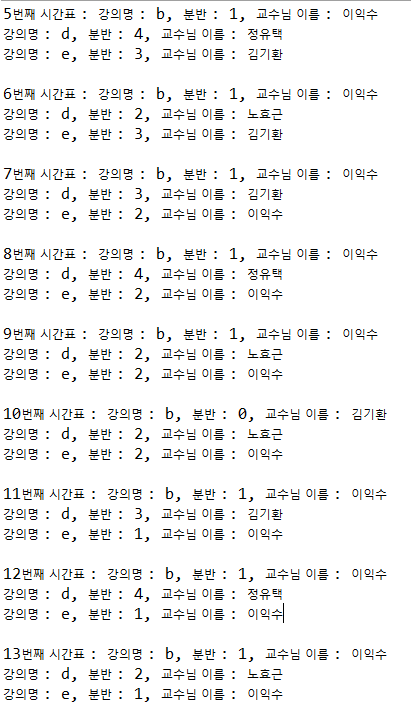 5번째 시간표 : 강의명 : b, 분반 : 1, 교수님 이름 : 이익수
강의명 : d, 분반 : 4, 교수님 이름 : 정유택
강의명 : e, 분반 : 3, 교수님 이름 : 김기환
6번째 시간표 : 강의명 : b, 분반 : 1, 교수님 이름 : 이익수
강의명 : d, 분반 : 2, 교수님 이름 : 노효근
강의명 : e, 분반 : 3, 교수님 이름 : 김기환
7번째 시간표 : 강의명 : b, 분반 : 1, 교수님 이름 : 이익수
강의명 : d, 분반 : 3, 교수님 이름 : 김기환
강의명 : e, 분반 : 2, 교수님 이름 : 이익수
8번째 시간표 : 강의명 : b, 분반 : 1, 교수님 이름 : 이익수
강의명 : d, 분반 : 4, 교수님 이름 : 정유택
강의명 : e, 분반 : 2, 교수님 이름 : 이익수
9번째 시간표 : 강의명 : b, 분반 : 1, 교수님 이름 : 이익수
강의명 : d, 분반 : 2, 교수님 이름 : 노효근
강의명 : e, 분반 : 2, 교수님 이름 : 이익수
10번째 시간표 : 강의명 : b, 분반 : 0, 교수님 이름 : 김기환
강의명 : d, 분반 : 2, 교수님 이름 : 노효근
강의명 : e, 분반 : 2, 교수님 이름 : 이익수
11번째 시간표 : 강의명 : b, 분반 : 1, 교수님 이름 : 이익수
강의명 : d, 분반 : 3, 교수님 이름 : 김기환
강의명 : e, 분반 : 1, 교수님 이름 : 이익수
12번째 시간표 : 강의명 : b, 분반 : 1, 교수님 이름 : 이익수
강의명 : d, 분반 : 4, 교수님 이름 : 정유택
강의명 : e, 분반 : 1, 교수님 이름 : 이익수
13번째 시간표 : 강의명 : b, 분반 : 1, 교수님 이름 : 이익수
강의명 : d, 분반 : 2, 교수님 이름 : 노효근
강의명 : e, 분반 : 1, 교수님 이름 : 이익수